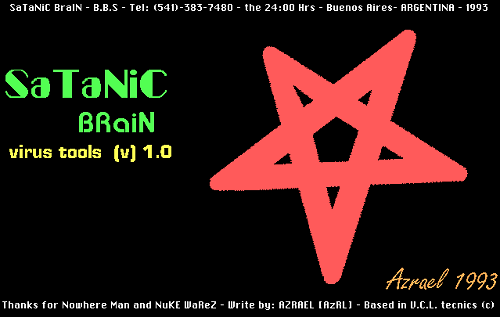 SaTaNiC BraIN - B.B.S - Tel: (541)-383-7480 - the 24:00 Hrs - Buenos Aires- ARGENTINA - 1993
SaTaNiC
BRaiN
virus tools (v) 1.0
Azrael 1993
Thanks for Nowhere Man and NuKE WaReZ - Write by: AZRAEL [AzRL] - Based in V.C.L. tecnics (c)